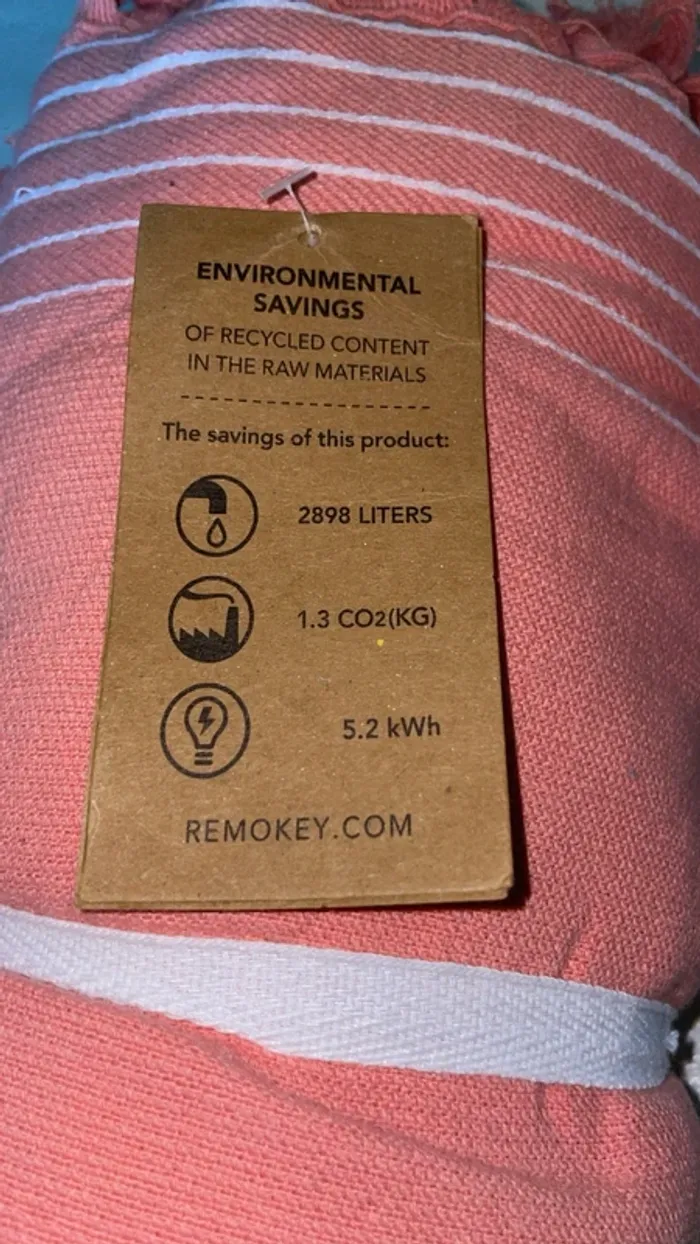 ENVIRONMENTAL
SAVINGS
OF RECYCLED CONTENT
IN THE RAW MATERIALS
The savings of this product:
2898 LITERS
1.3 CO2(KG)
5.2 kWh
REMOKEY.COM